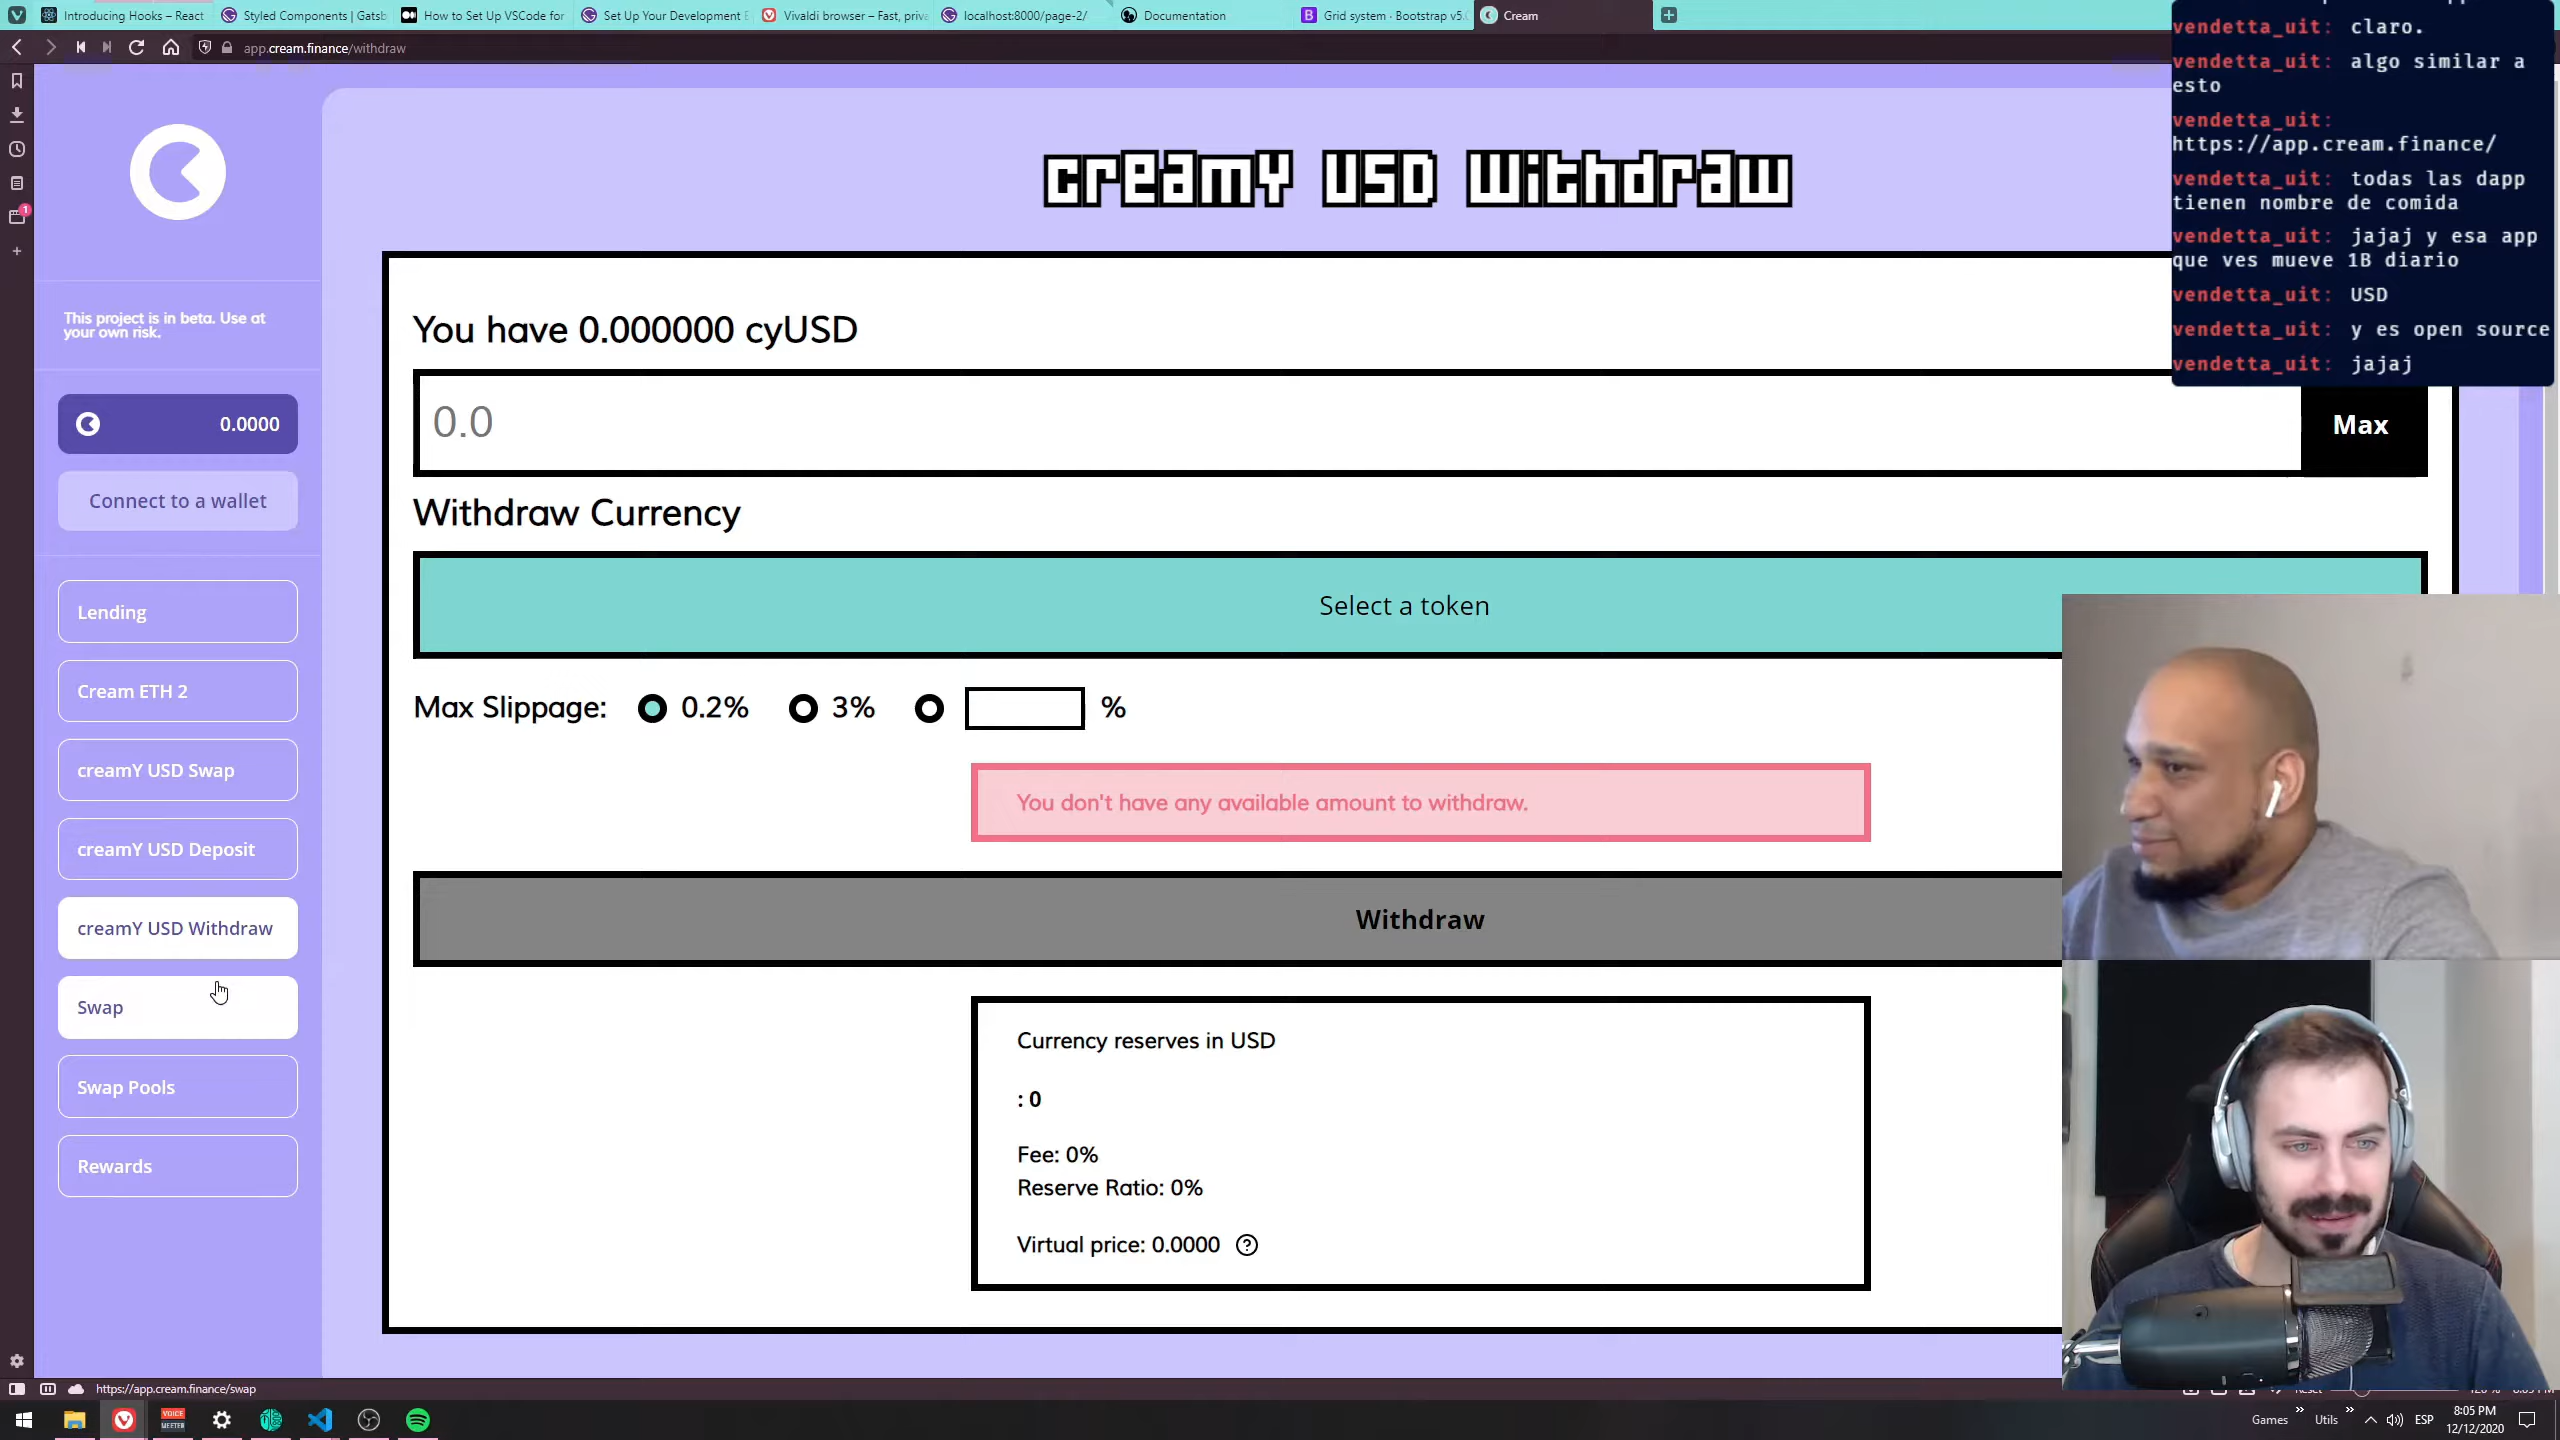 Introducing Hooks – React
Styled Components | Gatsb
How to Set Up VSCode for
Set Up Your Development E
Vivaldi browser – Fast, priva
localhost:8000/page-2/
Documentation
Grid system · Bootstrap v5.
Cream
app.cream.finance/withdraw
1
This project is in beta. Use at
your own risk.
0.0000
Connect to a wallet
Lending
Cream ETH 2
creamY USD Swap
creamY USD Deposit
creamY USD Withdraw
Swap
Swap Pools
Rewards
creamY USD Withdraw
You have 0.000000 cyUSD
0.0
Max
Withdraw Currency
Select a token
Max Slippage: 0.2% 3% %
You don't have any available amount to withdraw.
Withdraw
Currency reserves in USD
: 0
Fee: 0%
Reserve Ratio: 0%
Virtual price: 0.0000
vendetta_uit: claro.
vendetta_uit: algo similar a
esto
vendetta_uit:
https://app.cream.finance/
vendetta_uit: todas las dapp
tienen nombre de comida
vendetta_uit: jajaj y esa app
que ves mueve 1B diario
vendetta_uit: USD
vendetta_uit: y es open source
vendetta_uit: jajaj
https://app.cream.finance/swap
VOICE
MEETER
Games
Utils
ESP
8:05 PM
12/12/2020